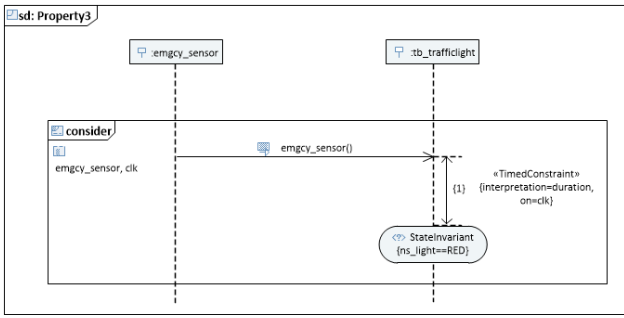 sd: Property3
:emgcy_sensor
:tb_trafficlight
consider
emgcy_sensor, clk
emgcy_sensor()
{1}
«TimedConstraint»
{interpretation=duration,
on=clk}
<?> StateInvariant
{ns_light==RED}